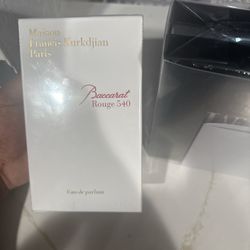 Maison
Francis Kurkdjian
Paris
Baccarat
Rouge 540
Eau de parfum